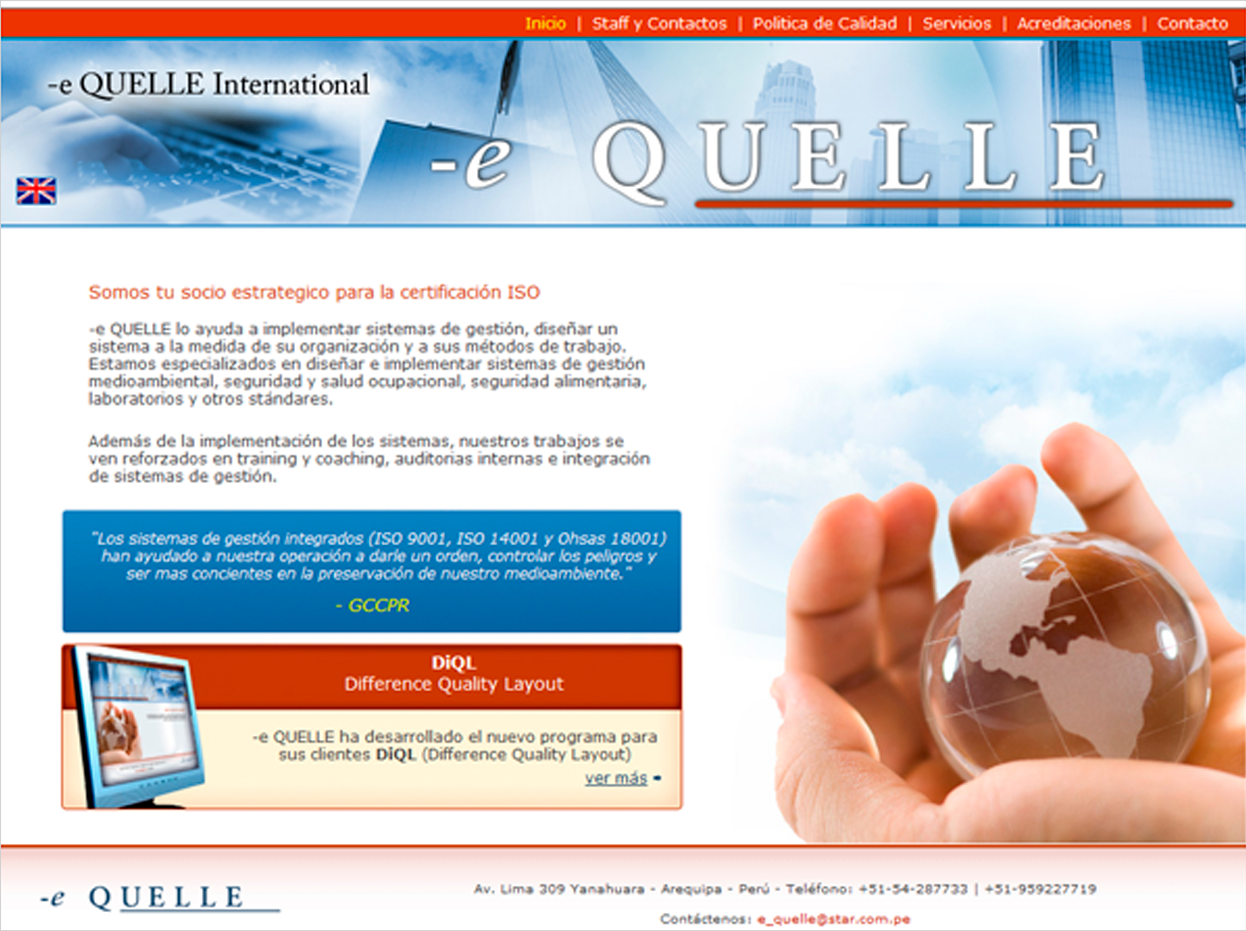 Inicio | Staff y Contactos | Politica de Calidad | Servicios | Acreditaciones | Contacto
-e QUELLE International
-e QUELLE
Somos tu socio estrategico para la certificación ISO
-e QUELLE lo ayuda a implementar sistemas de gestión, diseñar un
sistema a la medida de su organización y a sus métodos de trabajo.
Estamos especializados en diseñar e implementar sistemas de gestión
medioambiental, seguridad y salud ocupacional, seguridad alimentaria,
laboratorios y otros stándares.
Además de la implementación de los sistemas, nuestros trabajos se
ven reforzados en training y coaching, auditorias internas e integración
de sistemas de gestión.
"Los sistemas de gestión integrados (ISO 9001, ISO 14001 y Ohsas 18001)
han ayudado a nuestra operación a darle un orden, controlar los peligros y
ser mas concientes en la preservación de nuestro medioambiente."
- GCCPR
DiQL
Difference Quality Layout
-e QUELLE ha desarrollado el nuevo programa para
sus clientes DiQL (Difference Quality Layout)
ver más
-e QUELLE
Av. Lima 309 Yanahuara - Arequipa - Perú - Teléfono: +51-54-287733 | +51-959227719
Contáctenos: e_quelle@star.com.pe